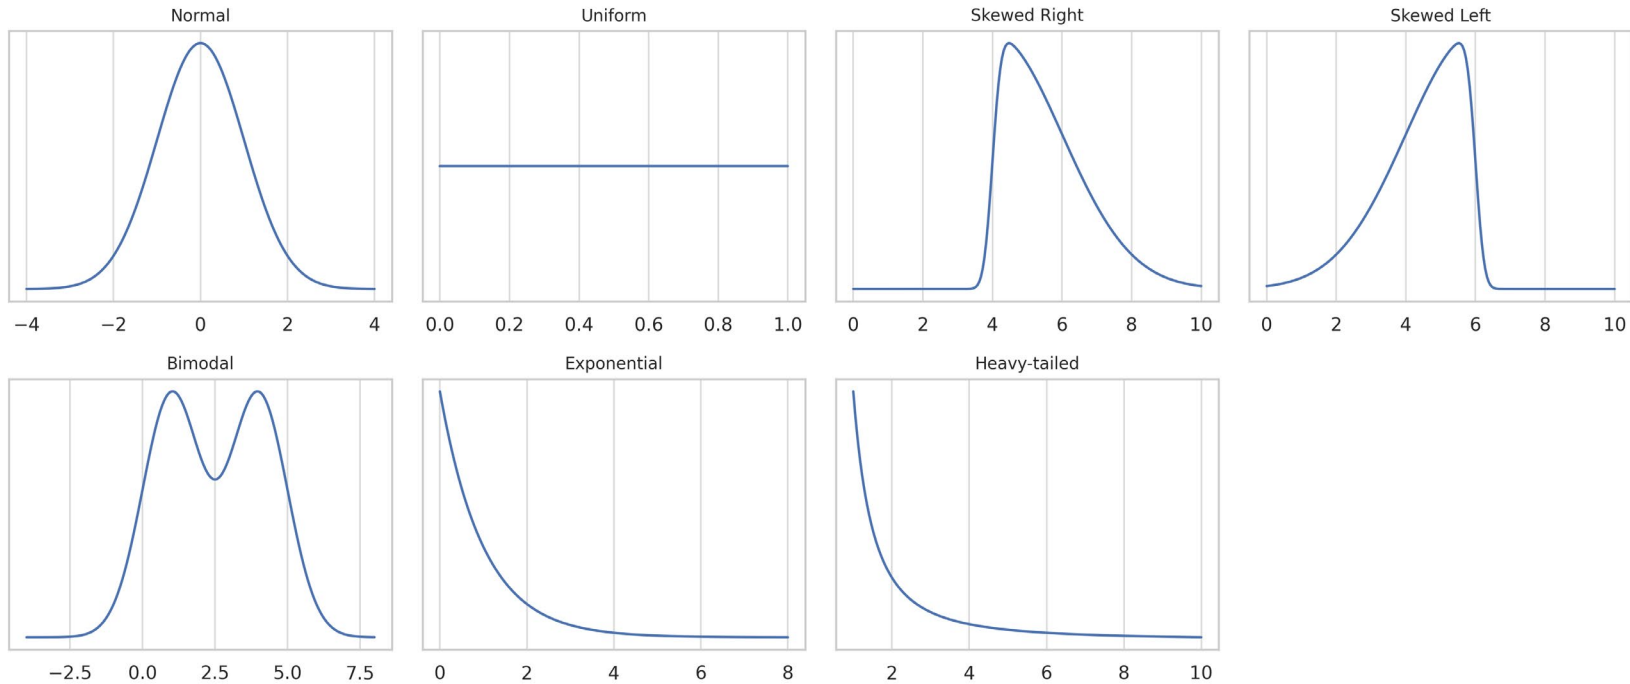 Normal
−4 −2 0 2 4
Uniform
0.0 0.2 0.4 0.6 0.8 1.0
Skewed Right
0 2 4 6 8 10
Skewed Left
0 2 4 6 8 10
Bimodal
−2.5 0.0 2.5 5.0 7.5
Exponential
0 2 4 6 8
Heavy-tailed
2 4 6 8 10